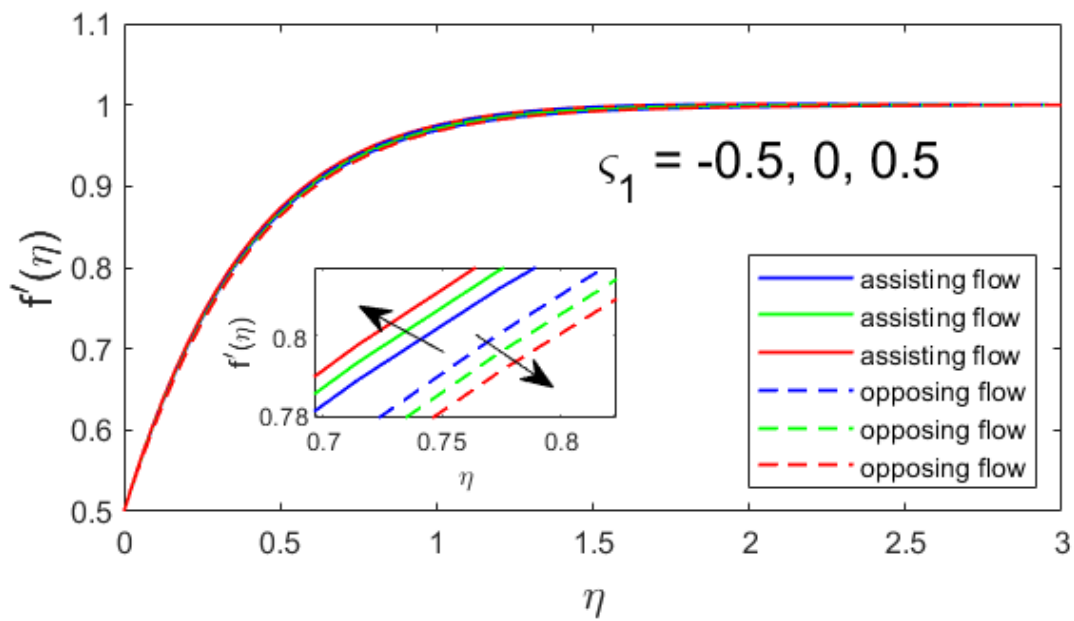 1.1
1
0.9
0.8
0.7
0.6
0.5
f′(η)
0
0.5
1
1.5
2
2.5
3
η
ς₁ = -0.5, 0, 0.5
0.8
0.78
f′(η)
0.7
0.75
0.8
η
assisting flow
assisting flow
assisting flow
opposing flow
opposing flow
opposing flow